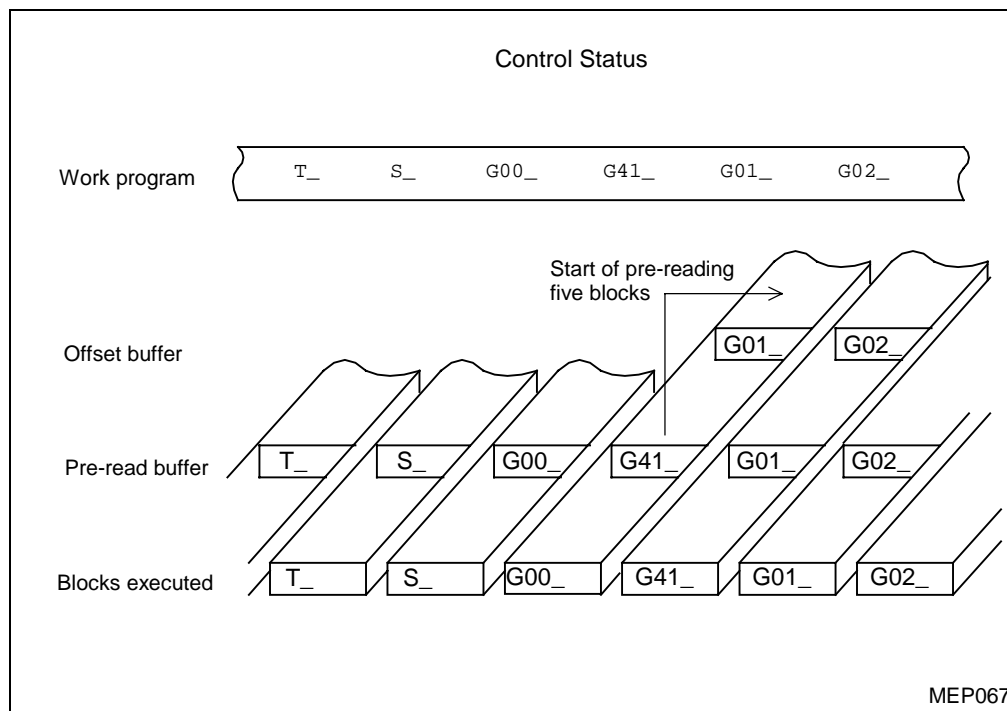 Control Status
Work program
T_ S_ G00_ G41_ G01_ G02_
Start of pre-reading
five blocks
Offset buffer
G01_ G02_
Pre-read buffer
T_ S_ G00_ G41_ G01_ G02_
Blocks executed
T_ S_ G00_ G41_ G01_ G02_
MEP067